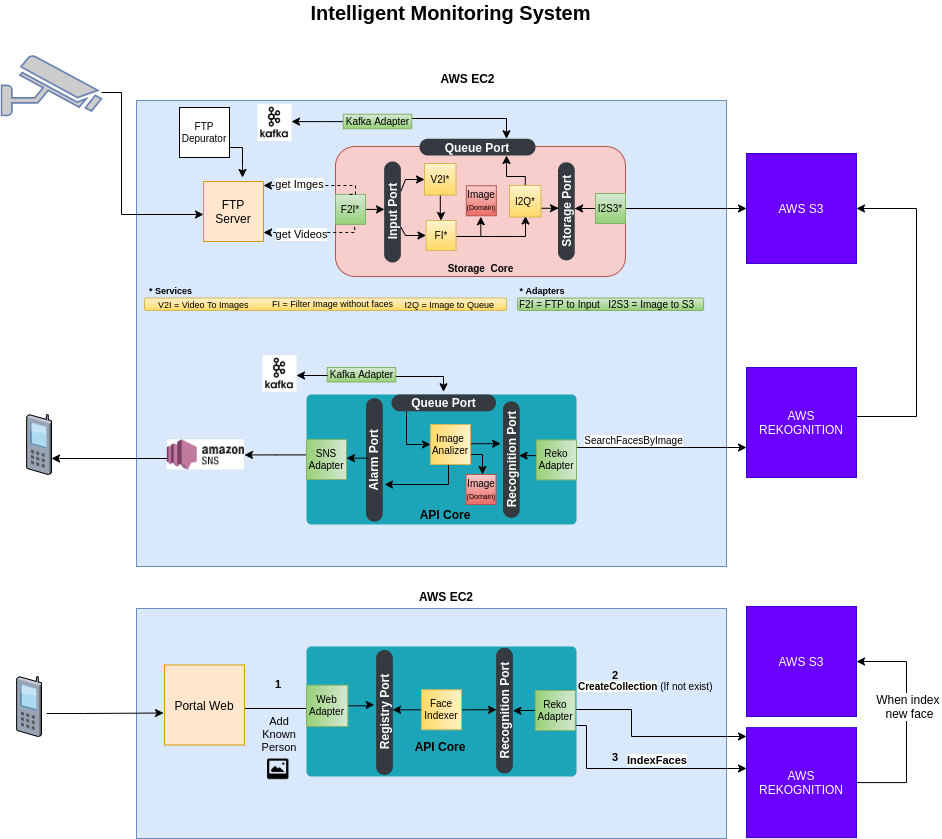 Intelligent Monitoring System
AWS EC2
FTP
Depurator
kafka
Kafka Adapter
Queue Port
FTP
Server
get Imges
get Videos
F2I*
Input Port
V2I*
FI*
Image
(Domain)
I2Q*
Storage Port
I2S3*
Storage Core
AWS S3
* Services
V2I = Video To Images
FI = Filter Image without faces
I2Q = Image to Queue
* Adapters
F2I = FTP to Input
I2S3 = Image to S3
kafka
Kafka Adapter
Queue Port
amazon
SNS
SNS
Adapter
Alarm Port
Image
Analizer
Image
(Domain)
Recognition Port
Reko
Adapter
API Core
SearchFacesByImage
AWS
REKOGNITION
AWS EC2
Portal Web
1
Add
Known
Person
Web
Adapter
Registry Port
Face
Indexer
API Core
Recognition Port
Reko
Adapter
2
CreateCollection (If not exist)
3 IndexFaces
AWS S3
When index
new face
AWS
REKOGNITION